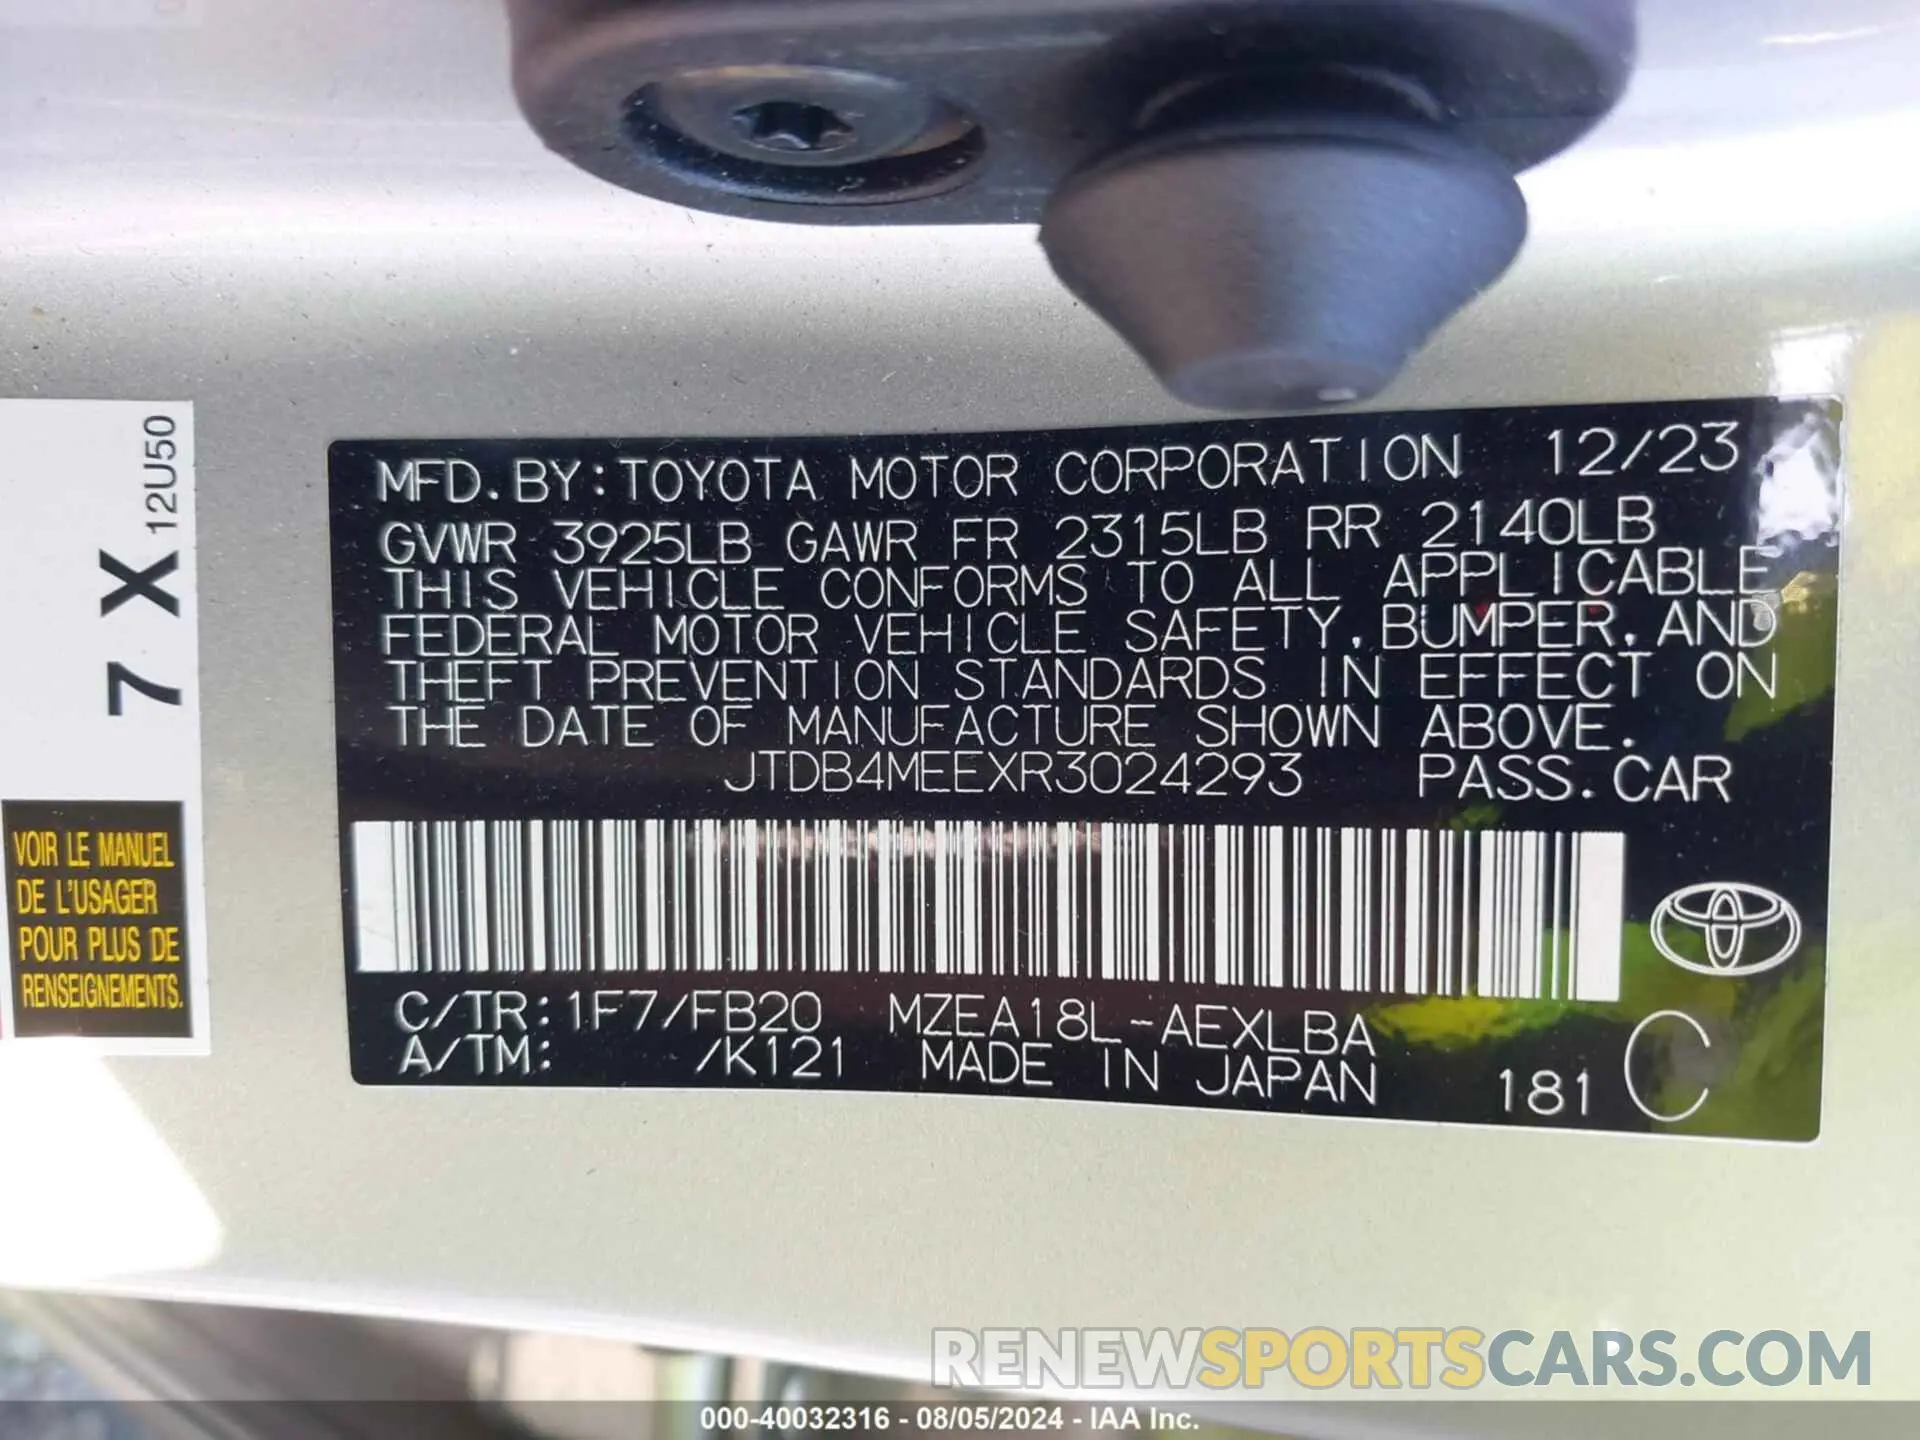 12U50
7 X
VOIR LE MANUEL
DE L'USAGER
POUR PLUS DE
RENSEIGNEMENTS.
MFD. BY: TOYOTA MOTOR CORPORATION 12/23
GVWR 3925LB GAWR FR 2315LB RR 2140LB
THIS VEHICLE CONFORMS TO ALL APPLICABLE
FEDERAL MOTOR VEHICLE SAFETY, BUMPER, AND
THEFT PREVENTION STANDARDS IN EFFECT ON
THE DATE OF MANUFACTURE SHOWN ABOVE.
JTDB4MEEXR3024293 PASS. CAR
C/TR: 1F7/FB20 MZEA18L-AEXLBA
A/TM: /K121 MADE IN JAPAN 181 C
RENEWSPORTSCARS.COM
000-40032316 - 08/05/2024 - IAA Inc.